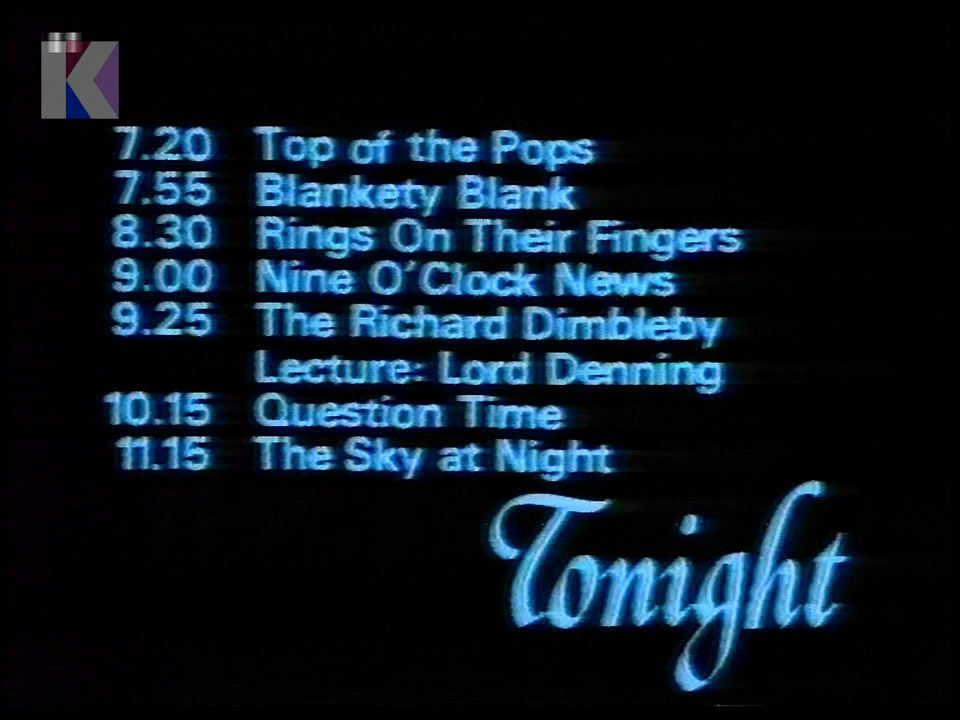 K
7.20 Top of the Pops
7.55 Blankety Blank
8.30 Rings On Their Fingers
9.00 Nine O'Clock News
9.25 The Richard Dimbleby
Lecture: Lord Denning
10.15 Question Time
11.15 The Sky at Night
Tonight